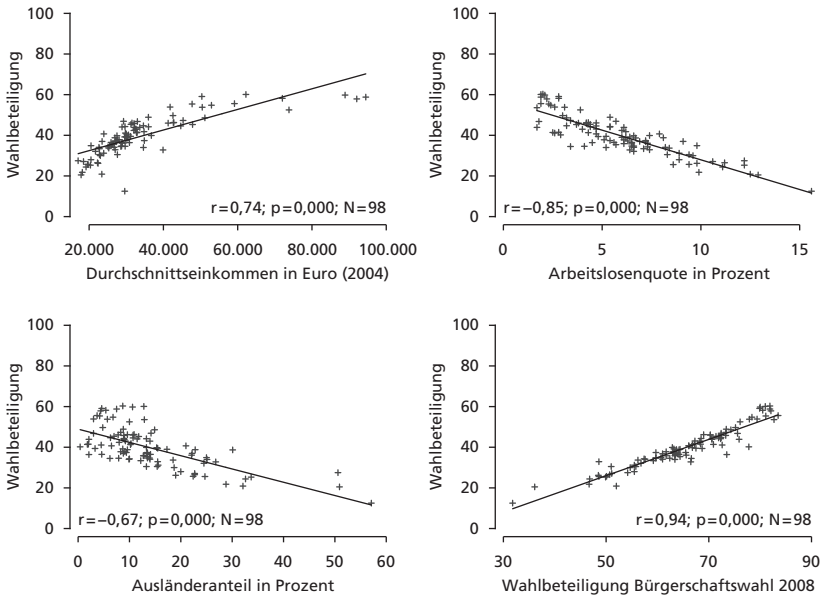 Wahlbeteiligung
100
80
60
40
20
0
r=0,74; p=0,000; N=98
20.000 40.000 60.000 80.000 100.000
Durchschnittseinkommen in Euro (2004)
Wahlbeteiligung
100
80
60
40
20
0
r=−0,85; p=0,000; N=98
0 5 10 15
Arbeitslosenquote in Prozent
Wahlbeteiligung
100
80
60
40
20
0
r=−0,67; p=0,000; N=98
0 10 20 30 40 50 60
Ausländeranteil in Prozent
Wahlbeteiligung
100
80
60
40
20
0
r=0,94; p=0,000; N=98
30 50 70 90
Wahlbeteiligung Bürgerschaftswahl 2008